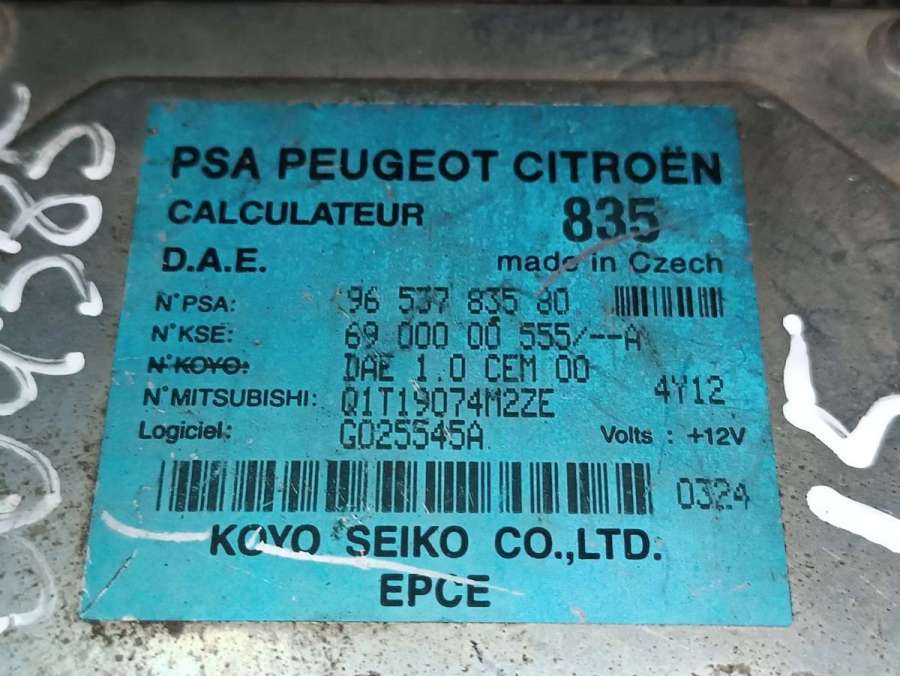 PSA PEUGEOT CITROËN
CALCULATEUR 835
D.A.E. made in Czech
N°PSA: 96 537 835 80
N°KSE: 69 000 00 555/--A
N°KOYO: DAE 1.0 CEM 00
N°MITSUBISHI: Q1T19074M2ZE 4Y12
Logiciel: G025545A Volts : +12V
0324
KOYO SEIKO CO.,LTD.
EPCE